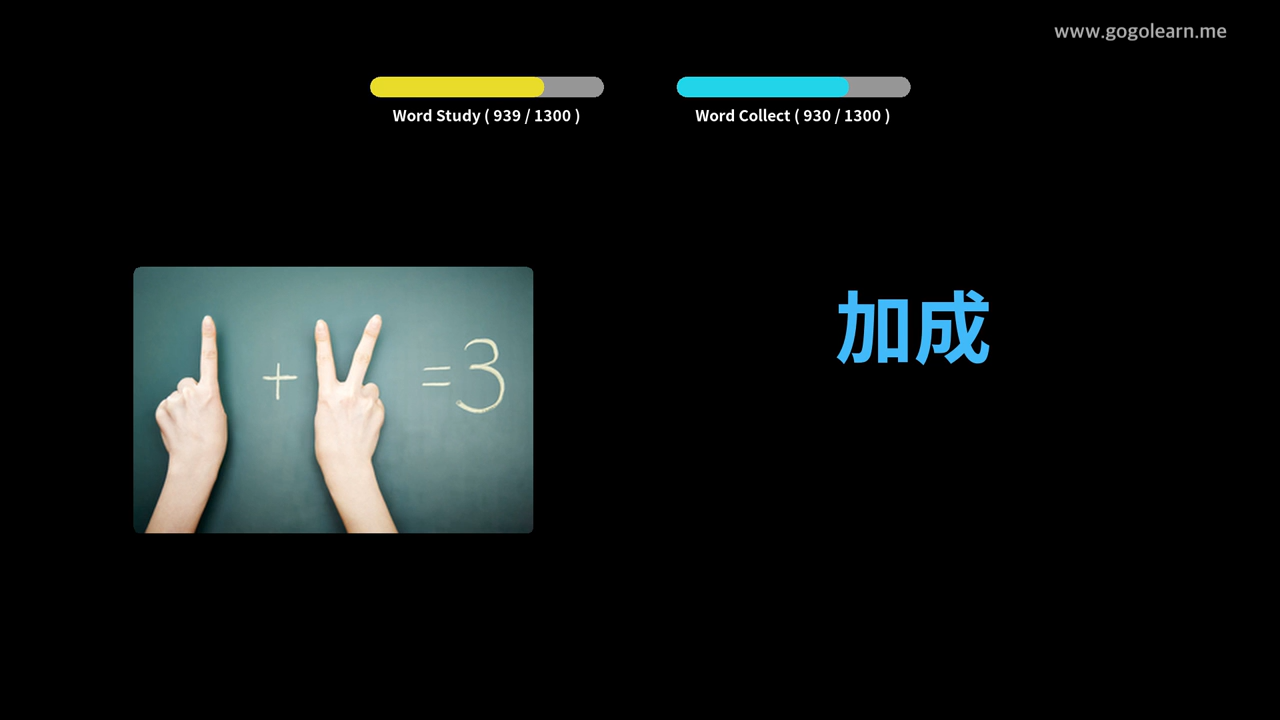 www.gogolearn.me
Word Study ( 939 / 1300 )
Word Collect ( 930 / 1300 )
+ =3
加成